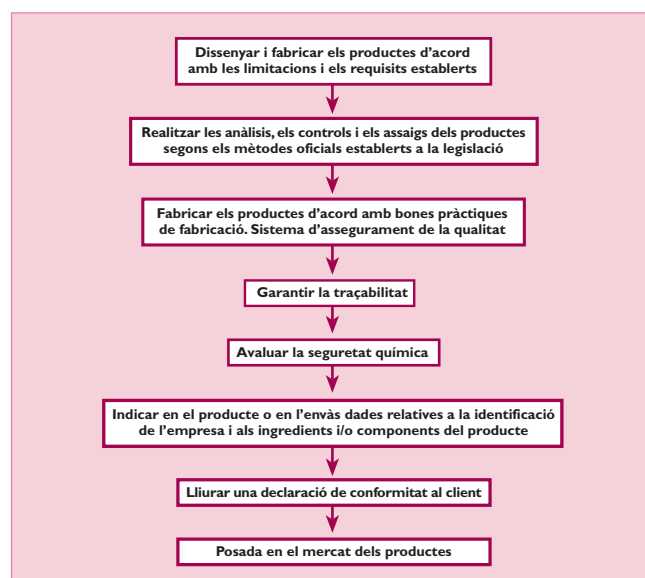 Dissenyar i fabricar els productes d'acord
amb les limitacions i els requisits establerts
Realitzar les anàlisis, els controls i els assaigs dels productes
segons els mètodes oficials establerts a la legislació
Fabricar els productes d'acord amb bones pràctiques
de fabricació. Sistema d'assegurament de la qualitat
Garantir la traçabilitat
Avaluar la seguretat química
Indicar en el producte o en l'envàs dades relatives a la identificació
de l'empresa i als ingredients i/o components del producte
Lliurar una declaració de conformitat al client
Posada en el mercat dels productes